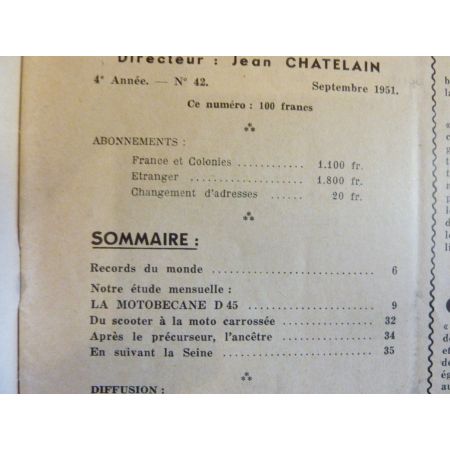 Directeur : Jean CHATELAIN
4e Année. — No 42. Septembre 1951.
Ce numéro : 100 francs
ABONNEMENTS :
France et Colonies ............ 1.100 fr.
Etranger .................. 1.800 fr.
Changement d'adresses ...... 20 fr.
SOMMAIRE :
Records du monde ...................... 6
Notre étude mensuelle :
LA MOTOBECANE D 45 .................... 9
Du scooter à la moto carrossée ............ 32
Après le précurseur, l'ancêtre ............ 34
En suivant la Seine ...................... 35
DIFFUSION :